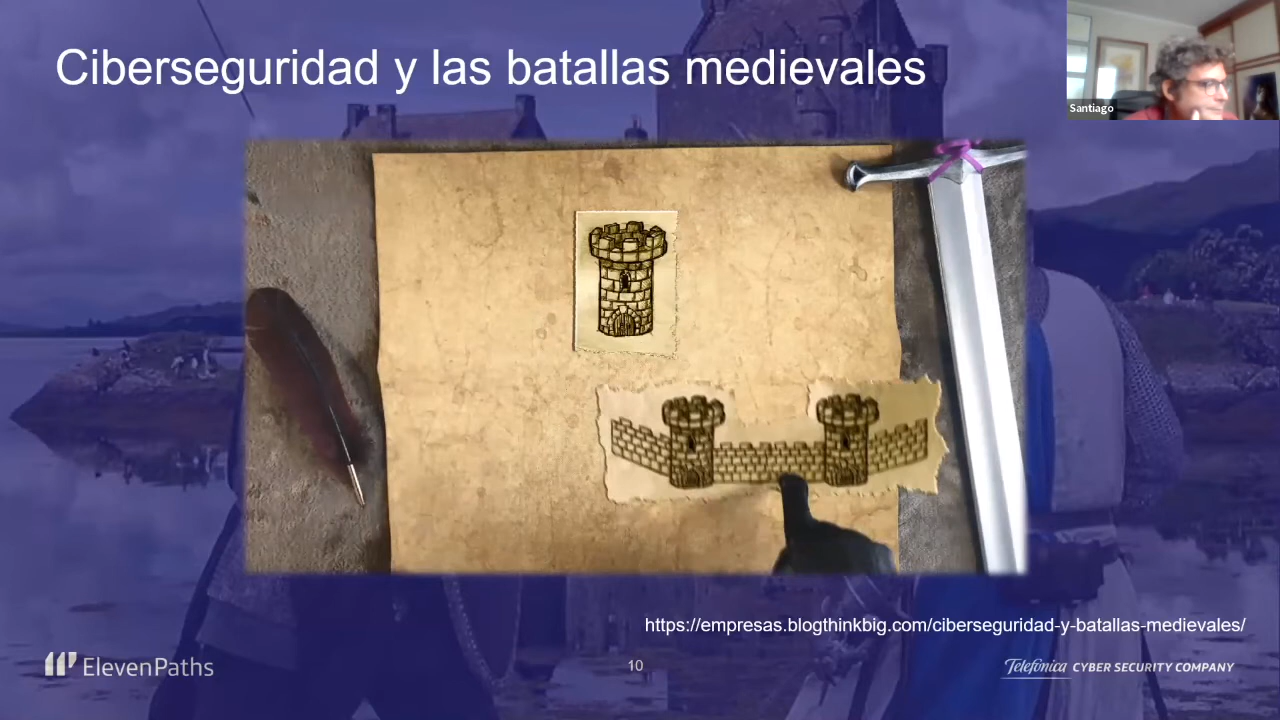 Ciberseguridad y las batallas medievales
Santiago
https://empresas.blogthinkbig.com/ciberseguridad-y-batallas-medievales/
ElevenPaths
10
Telefónica CYBER SECURITY COMPANY